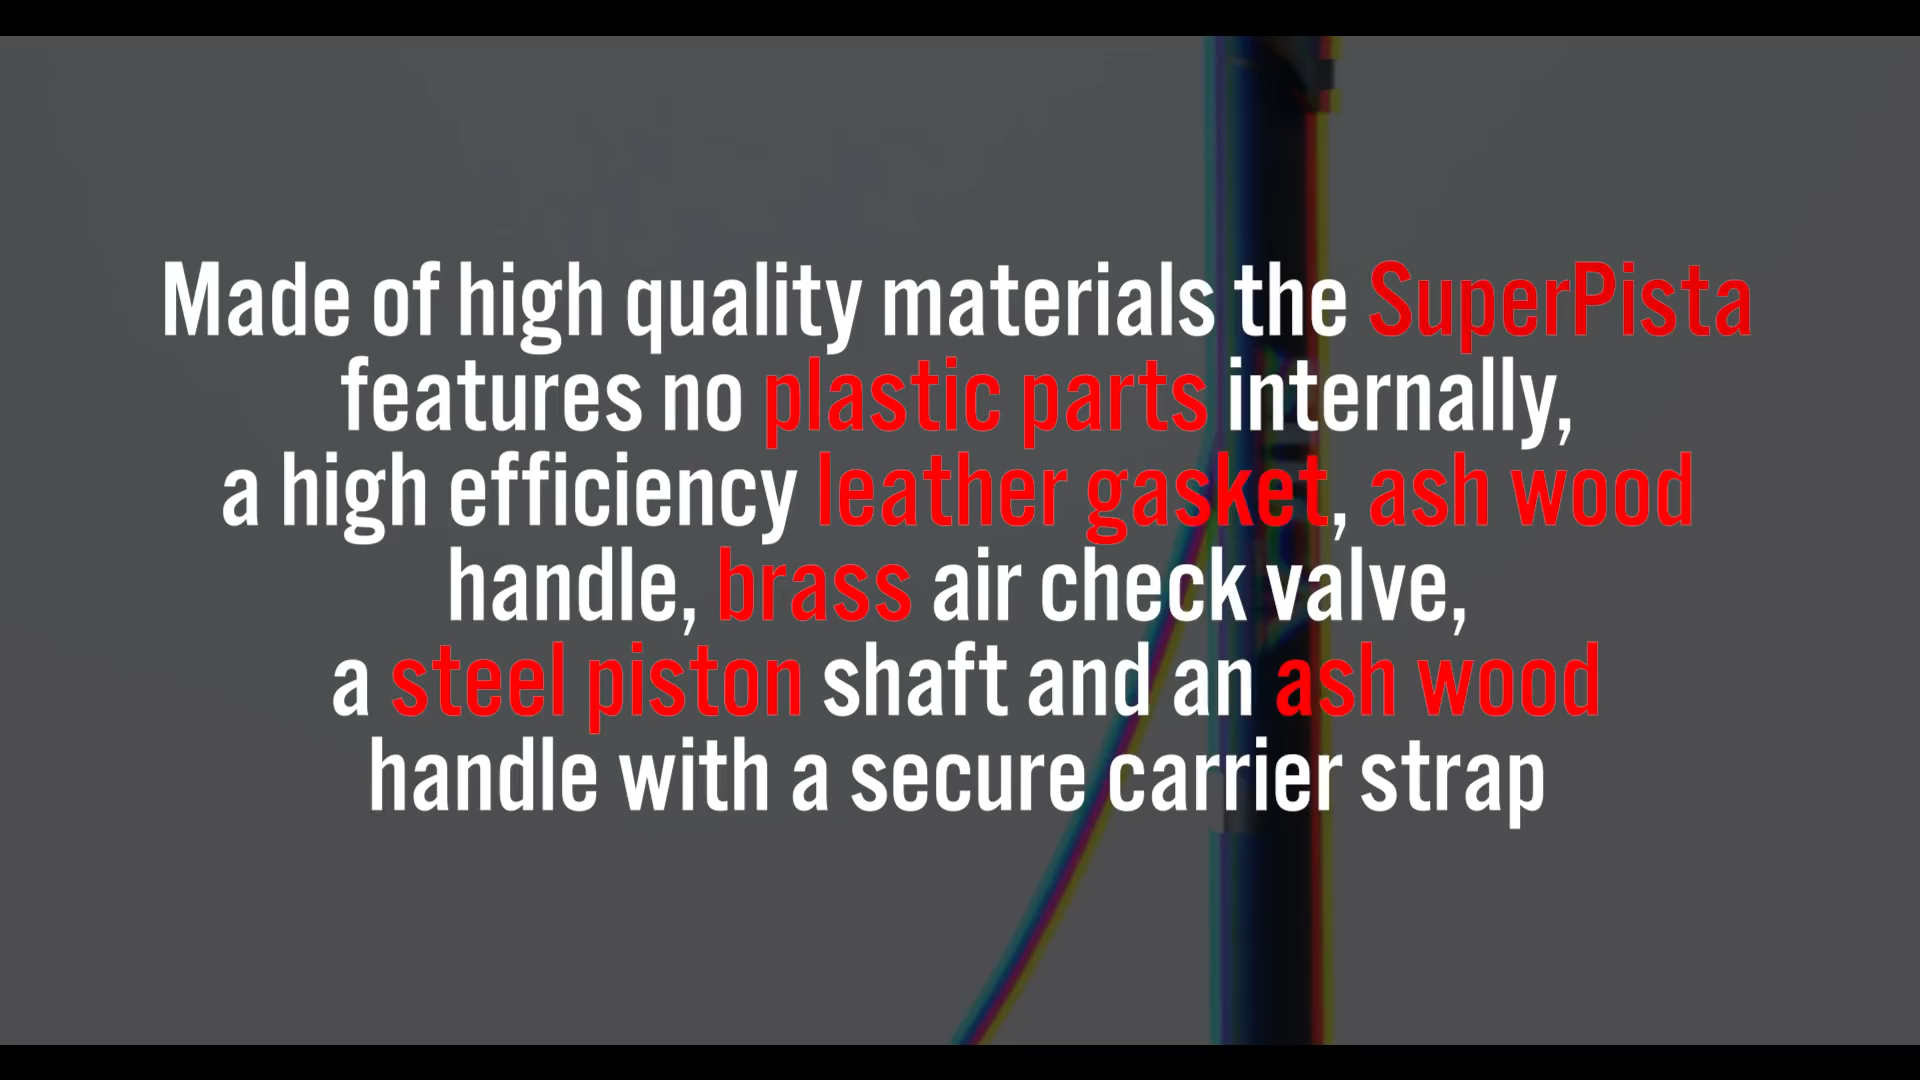 Made of high quality materials the SuperPista
features no plastic parts internally,
a high efficiency leather gasket, ash wood
handle, brass air check valve,
a steel piston shaft and an ash wood
handle with a secure carrier strap